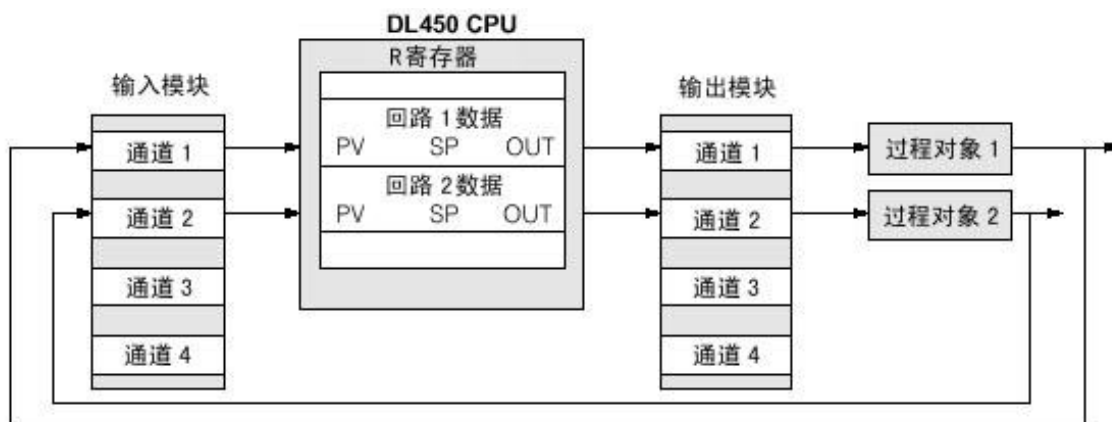 DL450 CPU
R寄存器
输入模块
输出模块
回路 1数据
PV SP OUT
回路 2数据
PV SP OUT
通道 1
通道 2
通道 3
通道 4
通道 1
通道 2
通道 3
通道 4
过程对象 1
过程对象 2